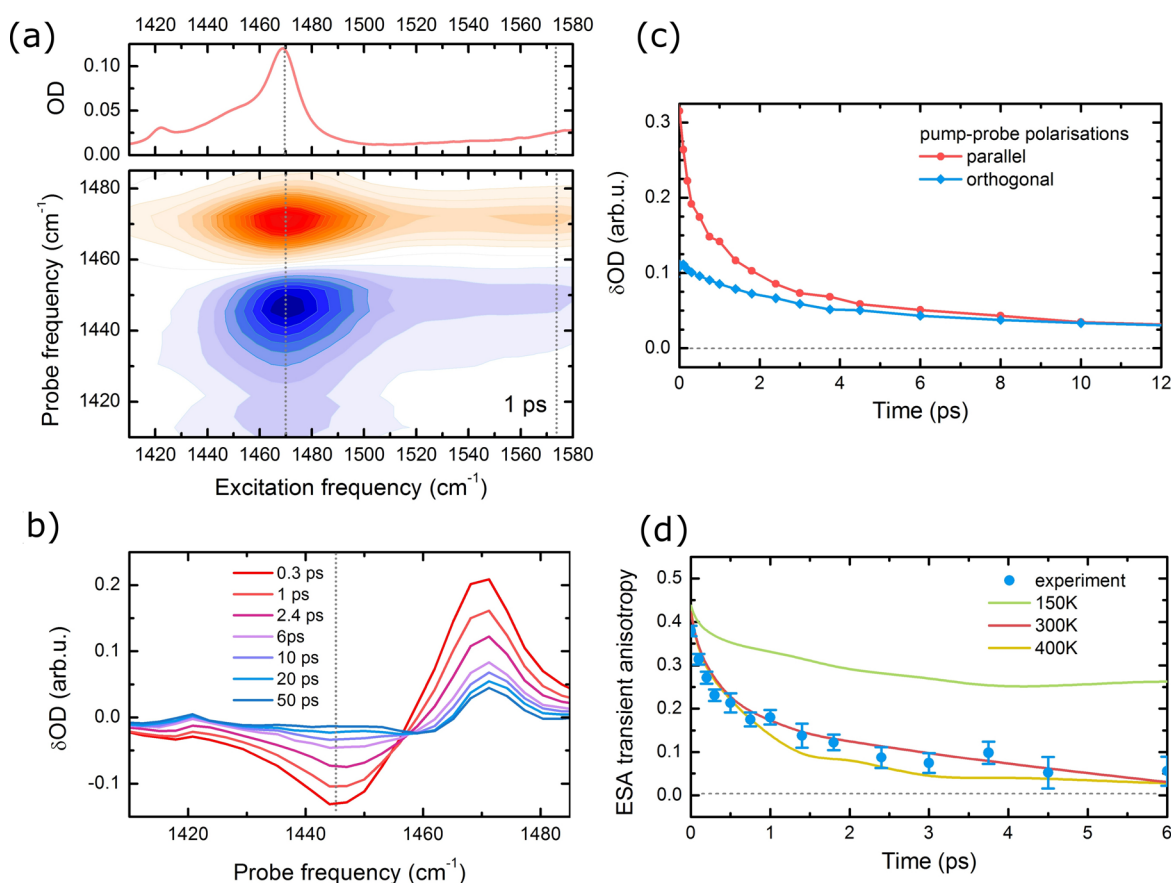 (a)
1420 1440 1460 1480 1500 1520 1540 1560 1580
OD
0.10
0.05
0.00
Probe frequency (cm⁻¹)
1480
1460
1440
1420
1 ps
1420 1440 1460 1480 1500 1520 1540 1560 1580
Excitation frequency (cm⁻¹)
b)
δOD (arb.u.)
0.2
0.1
0.0
-0.1
0.3 ps
1 ps
2.4 ps
6ps
10 ps
20 ps
50 ps
1420 1440 1460 1480
Probe frequency (cm⁻¹)
(c)
δOD (arb.u.)
0.3
0.2
0.1
0.0
pump-probe polarisations
parallel
orthogonal
0 2 4 6 8 10 12
Time (ps)
(d)
ESA transient anisotropy
0.5
0.4
0.3
0.2
0.1
0.0
experiment
150K
300K
400K
0 1 2 3 4 5 6
Time (ps)